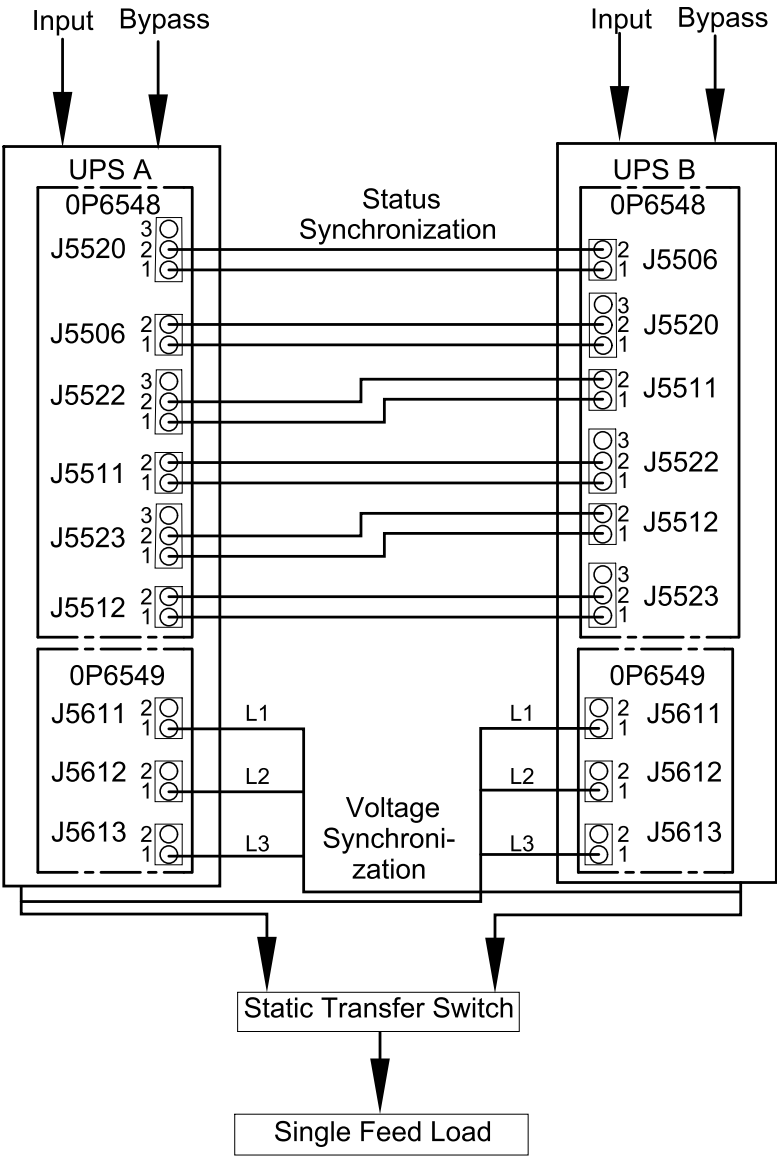 Input Bypass
Input Bypass
UPS A
0P6548
J5520
3
2
1
J5506
2
1
J5522
3
2
1
J5511
2
1
J5523
3
2
1
J5512
2
1
0P6549
J5611
2
1
L1
J5612
2
1
L2
J5613
2
1
L3
Status
Synchronization
Voltage
Synchroni-
zation
UPS B
0P6548
2
1
J5506
3
2
1
J5520
2
1
J5511
3
2
1
J5522
2
1
J5512
3
2
1
J5523
0P6549
L1
2
1
J5611
L2
2
1
J5612
L3
2
1
J5613
Static Transfer Switch
Single Feed Load